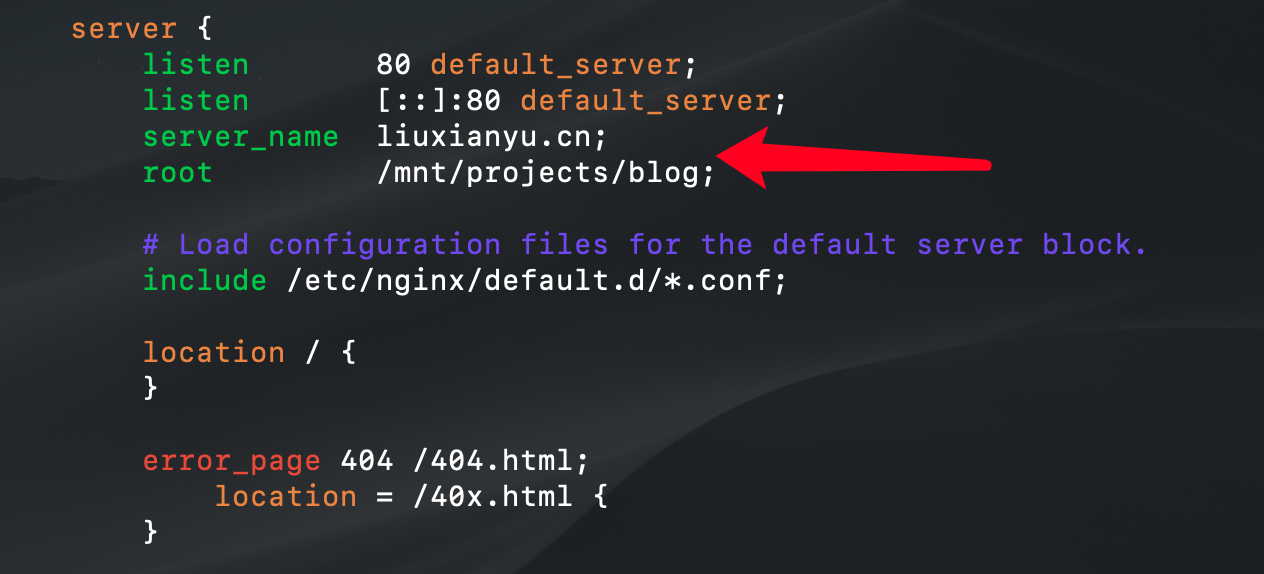 server {
listen 80 default_server;
listen [::]:80 default_server;
server_name liuxianyu.cn;
root /mnt/projects/blog;
# Load configuration files for the default server block.
include /etc/nginx/default.d/*.conf;
location / {
}
error_page 404 /404.html;
location = /40x.html {
}